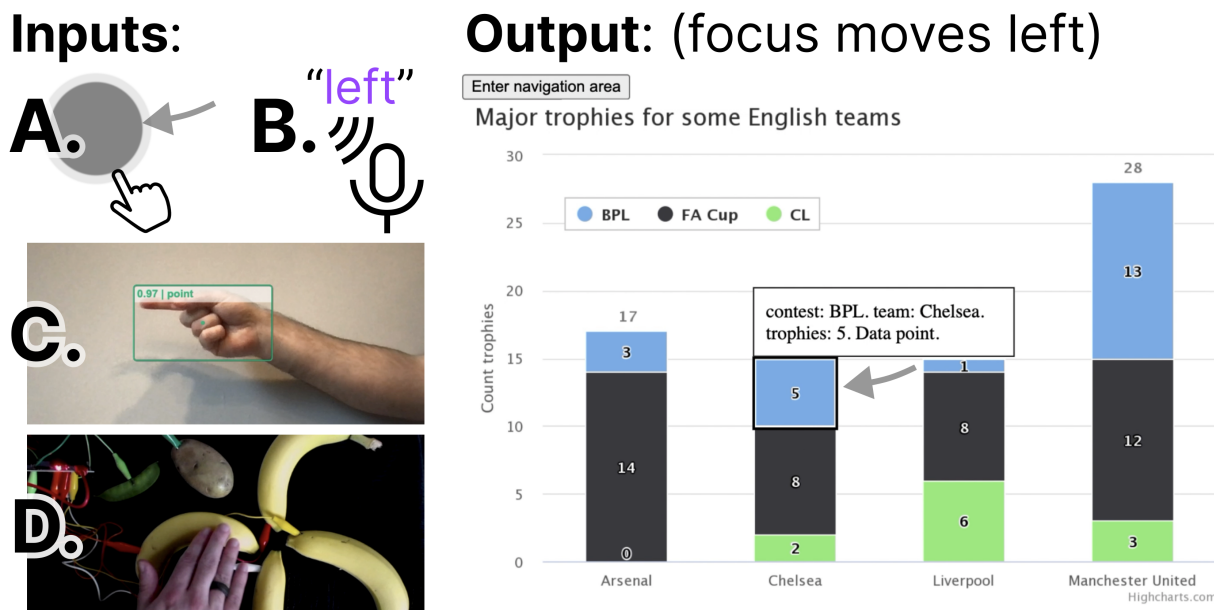 Inputs:
A.
B.
“left”
0.97 | point
C.
D.
Output: (focus moves left)
Enter navigation area
Major trophies for some English teams
Count trophies
30
25
20
15
10
5
0
BPL FA Cup CL
contest: BPL. team: Chelsea.
trophies: 5. Data point.
17
3
14
0
5
8
2
1
8
6
28
13
12
3
Arsenal Chelsea Liverpool Manchester United
Highcharts.com